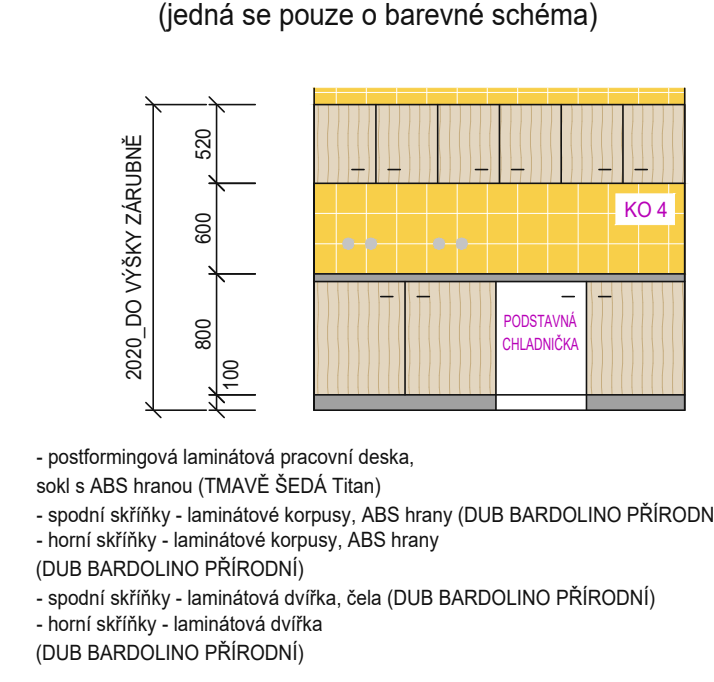 (jedná se pouze o barevné schéma)
2020_DO VÝŠKY ZÁRUBNĚ
520
600
800
100
KO 4
PODSTAVNÁ
CHLADNIČKA
- postformingová laminátová pracovní deska,
sokl s ABS hranou (TMAVĚ ŠEDÁ Titan)
- spodní skříňky - laminátové korpusy, ABS hrany (DUB BARDOLINO PŘÍRODN
- horní skříňky - laminátové korpusy, ABS hrany
(DUB BARDOLINO PŘÍRODNÍ)
- spodní skříňky - laminátová dvířka, čela (DUB BARDOLINO PŘÍRODNÍ)
- horní skříňky - laminátová dvířka
(DUB BARDOLINO PŘÍRODNÍ)